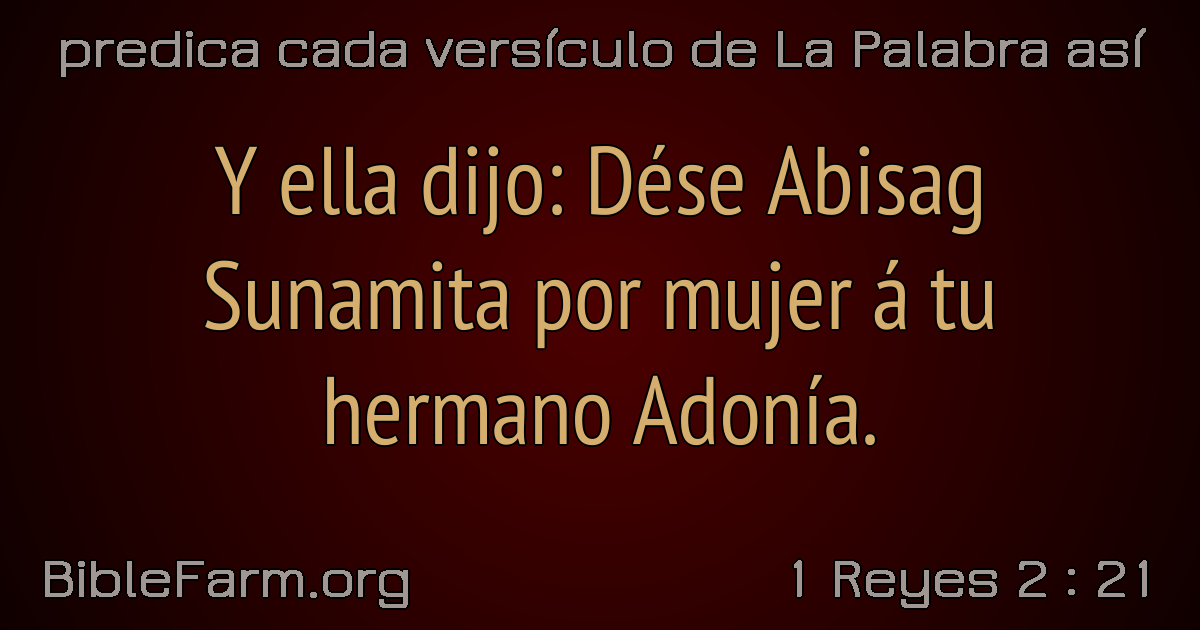 predica cada versículo de La Palabra así
Y ella dijo: Dése Abisag
Sunamita por mujer á tu
hermano Adonía.
BibleFarm.org
1 Reyes 2 : 21